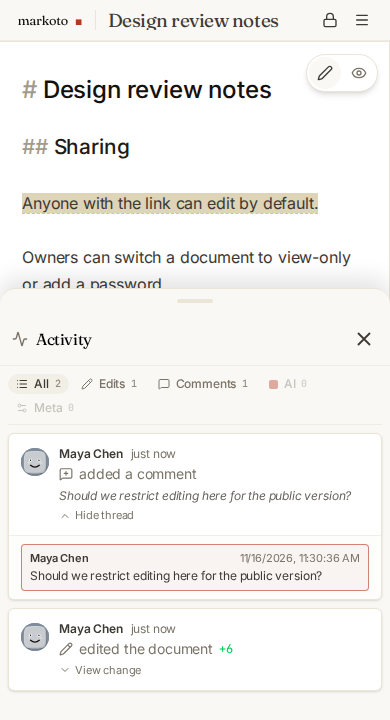 markoto
Design review notes
# Design review notes
## Sharing
Anyone with the link can edit by default.
Owners can switch a document to view-only
or add a password
Activity
All 2 Edits 1 Comments 1 AI 0
Meta 0
Maya Chen just now
added a comment
Should we restrict editing here for the public version?
Hide thread
Maya Chen 11/16/2026, 11:30:36 AM
Should we restrict editing here for the public version?
Maya Chen just now
edited the document +6
View change